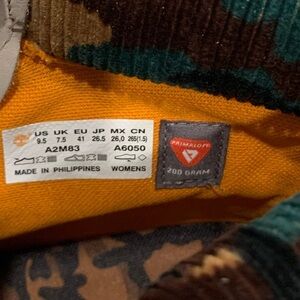 US UK EU JP MX CN
9.5 7.5 41 26.5 26.0 265(1.5)
A2M83 A6050
MADE IN PHILIPPINES WOMENS
PRIMALOFT
200 GRAM